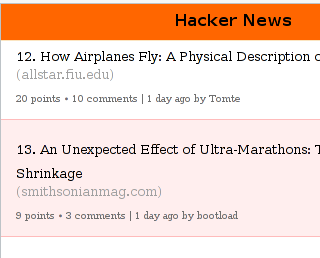 Hacker News
12. How Airplanes Fly: A Physical Description
(allstar.fiu.edu)
20 points • 10 comments | 1 day ago by Tomte
13. An Unexpected Effect of Ultra-Marathons:
Shrinkage
(smithsonianmag.com)
9 points • 3 comments | 1 day ago by bootload